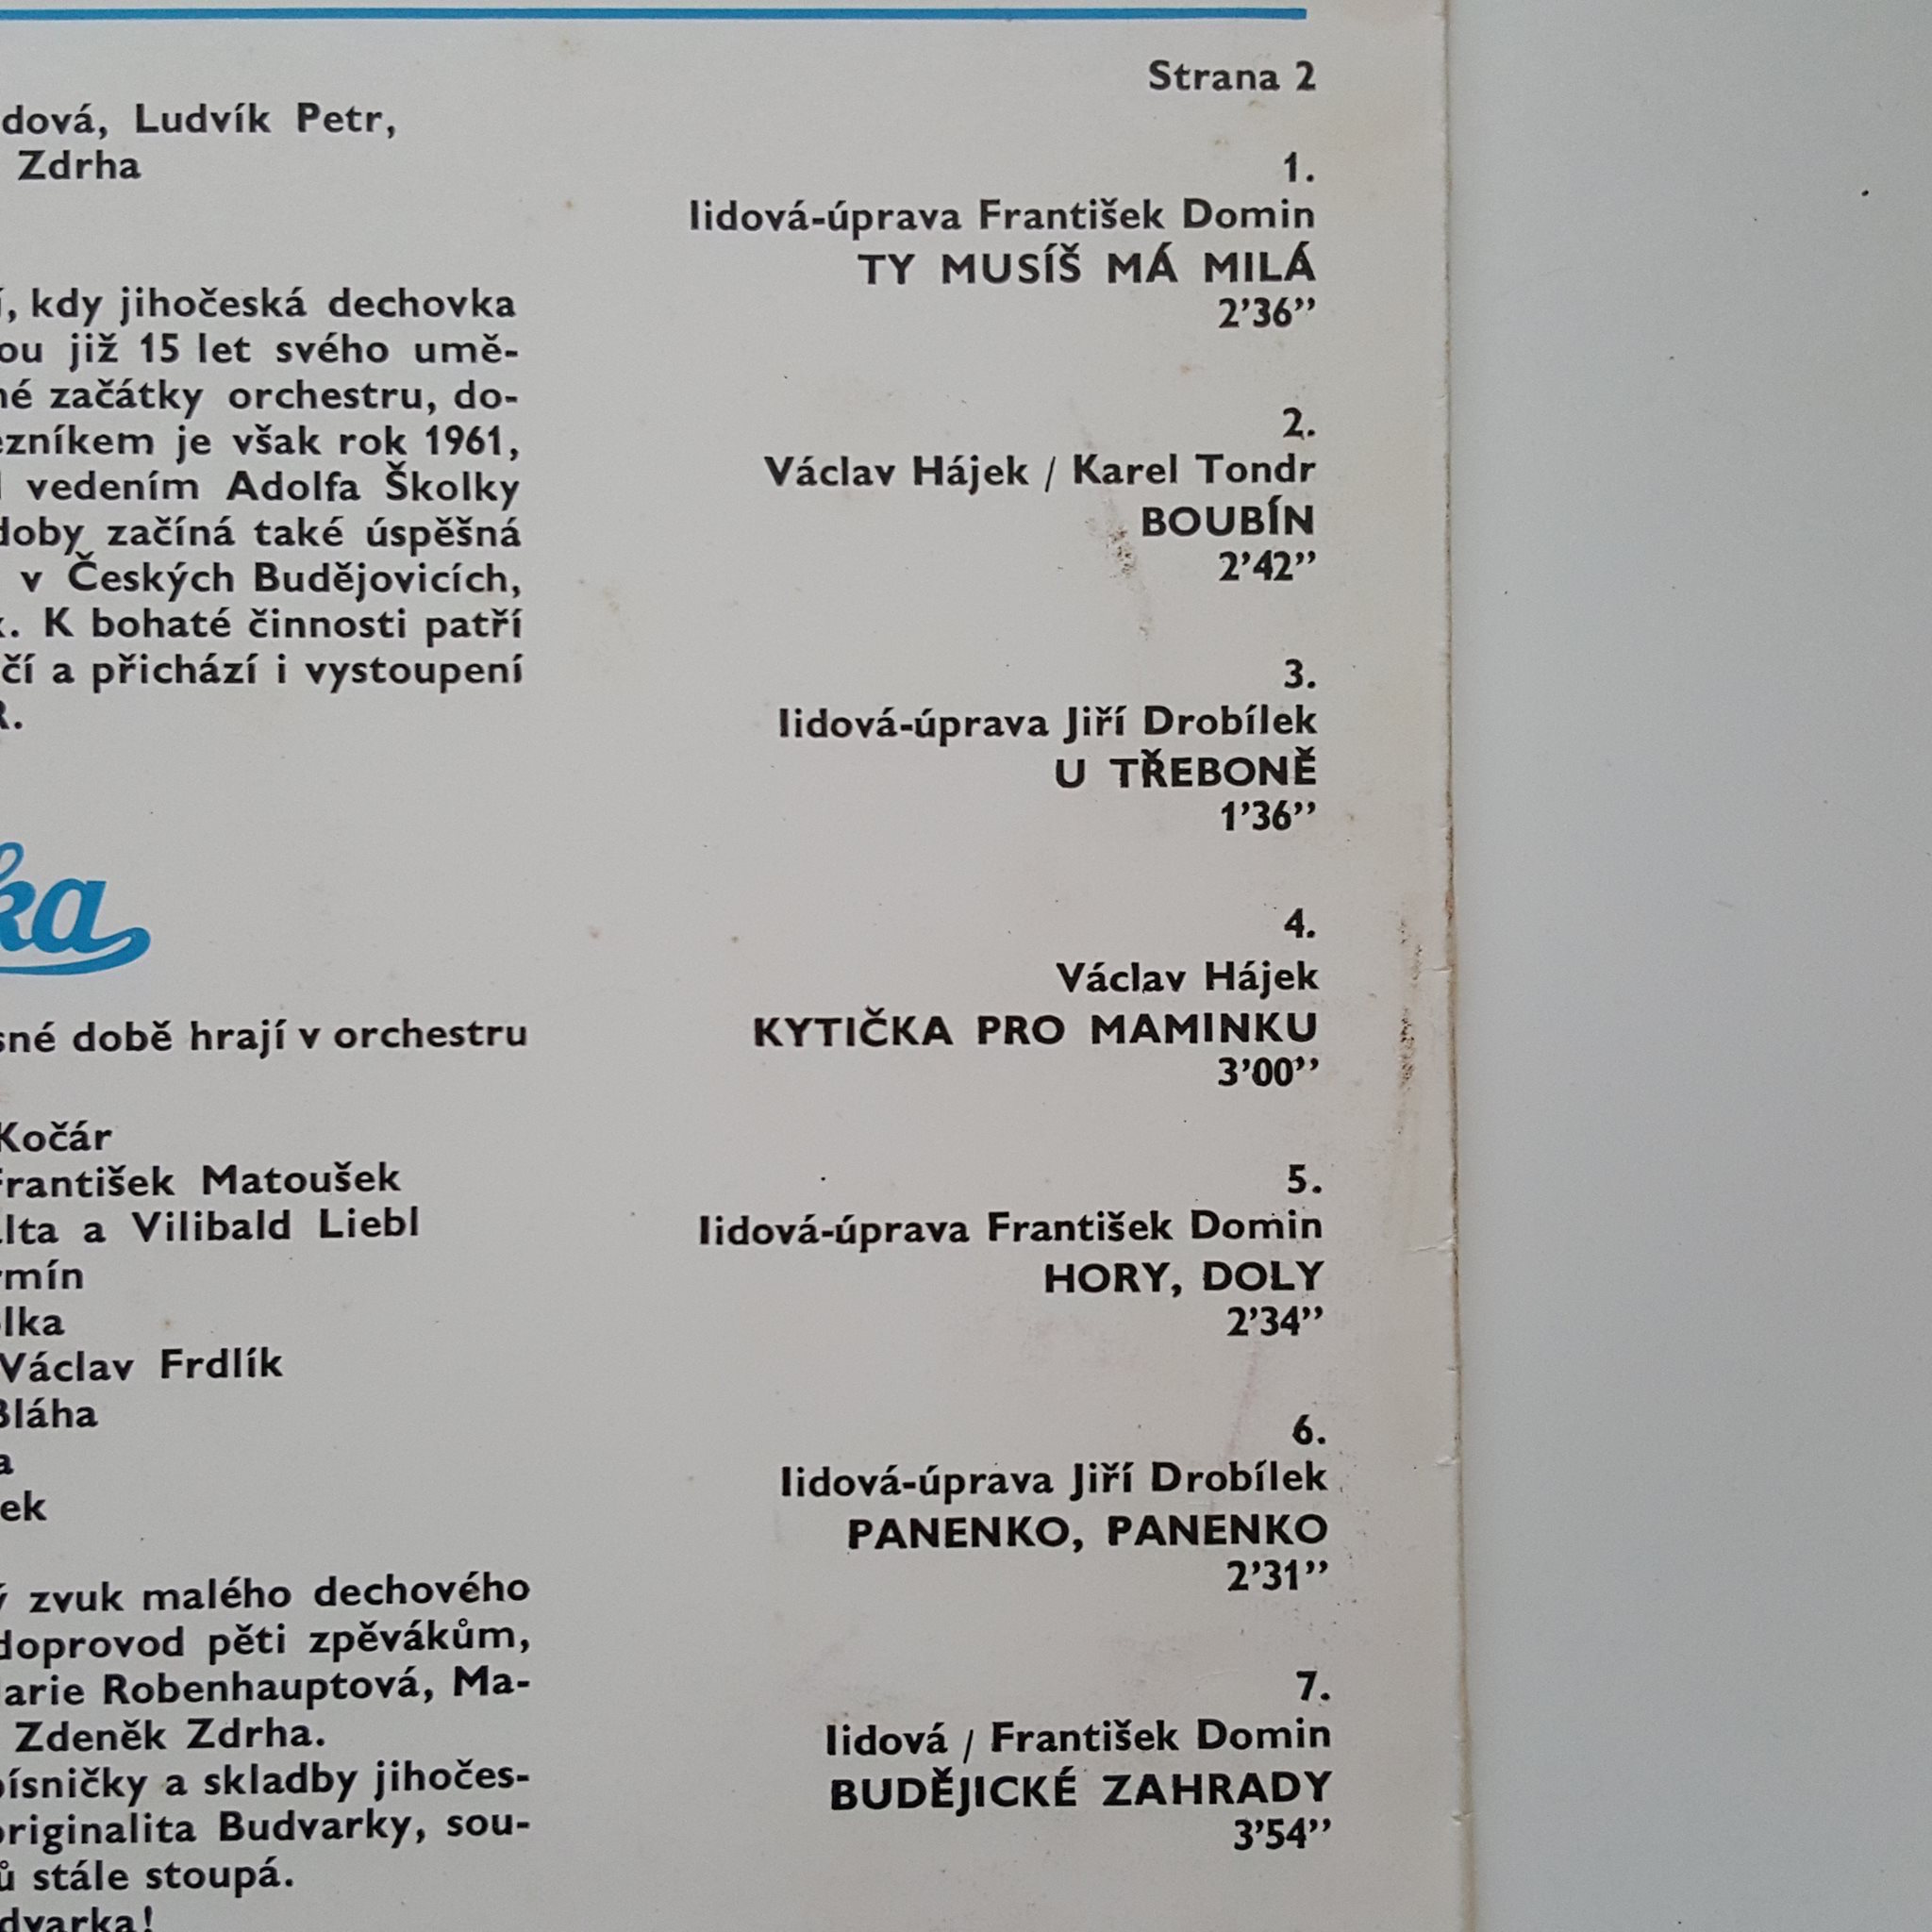 dová, Ludvík Petr,
Zdrha
í, kdy jihočeská dechovka
ou již 15 let svého umě-
né začátky orchestru, do-
ezníkem je však rok 1961,
vedením Adolfa Školky
doby začíná také úspěšná
v Českých Budějovicích,
. K bohaté činnosti patří
čí a přichází i vystoupení
R.
ka
sné době hrají v orchestru
Kočár
František Matoušek
lta a Vilibald Liebl
rmín
olka
Václav Frdlík
Bláha
a
ek
ý zvuk malého dechového
doprovod pěti zpěvákům,
arie Robenhauptová, Ma-
Zdeněk Zdrha.
písničky a skladby jihočes-
originalita Budvarky, sou-
ů stále stoupá.
dvarka!
Strana 2
1.
lidová-úprava František Domin
TY MUSÍŠ MÁ MILÁ
2’36”
2.
Václav Hájek / Karel Tondr
BOUBÍN
2’42”
3.
lidová-úprava Jiří Drobílek
U TŘEBONĚ
1’36”
4.
Václav Hájek
KYTIČKA PRO MAMINKU
3’00”
5.
lidová-úprava František Domin
HORY, DOLY
2’34”
6.
lidová-úprava Jiří Drobílek
PANENKO, PANENKO
2’31”
7.
lidová / František Domin
BUDĚJICKÉ ZAHRADY
3’54”